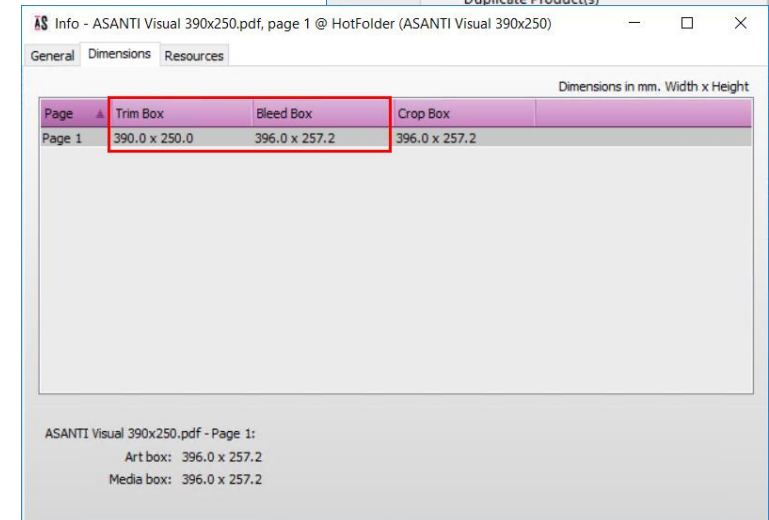 Duplicate Product(s)
AS Info - ASANTI Visual 390x250.pdf, page 1 @ HotFolder (ASANTI Visual 390x250)
General Dimensions Resources
Dimensions in mm. Width x Height
Page Trim Box Bleed Box Crop Box
Page 1 390.0 x 250.0 396.0 x 257.2 396.0 x 257.2
ASANTI Visual 390x250.pdf - Page 1:
Art box: 396.0 x 257.2
Media box: 396.0 x 257.2